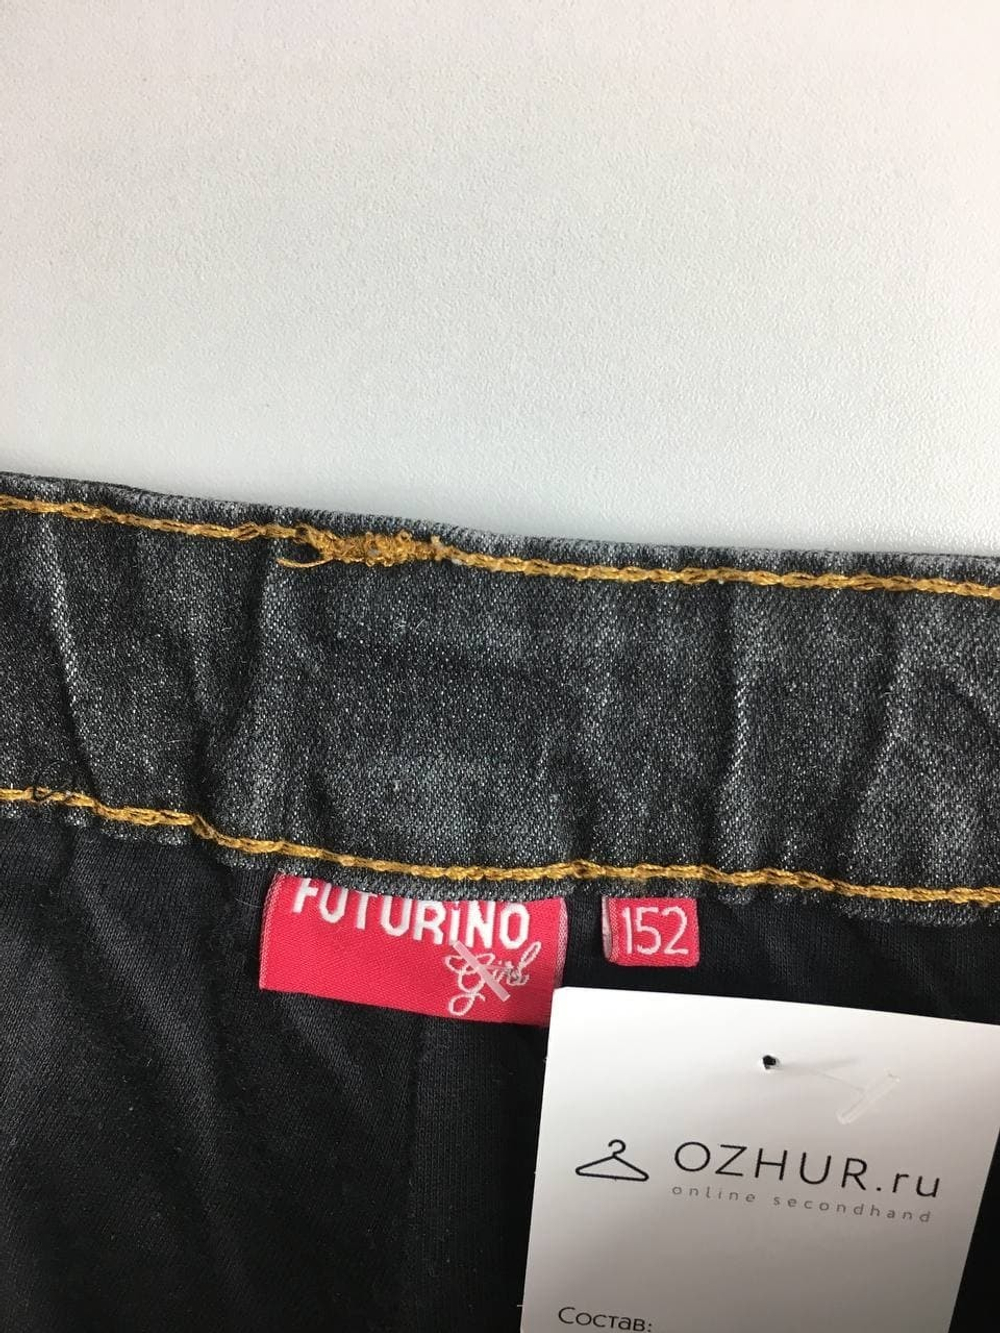 FUTURiNO
Girl
152
OZHUR.ru
online secondhand
Состав: